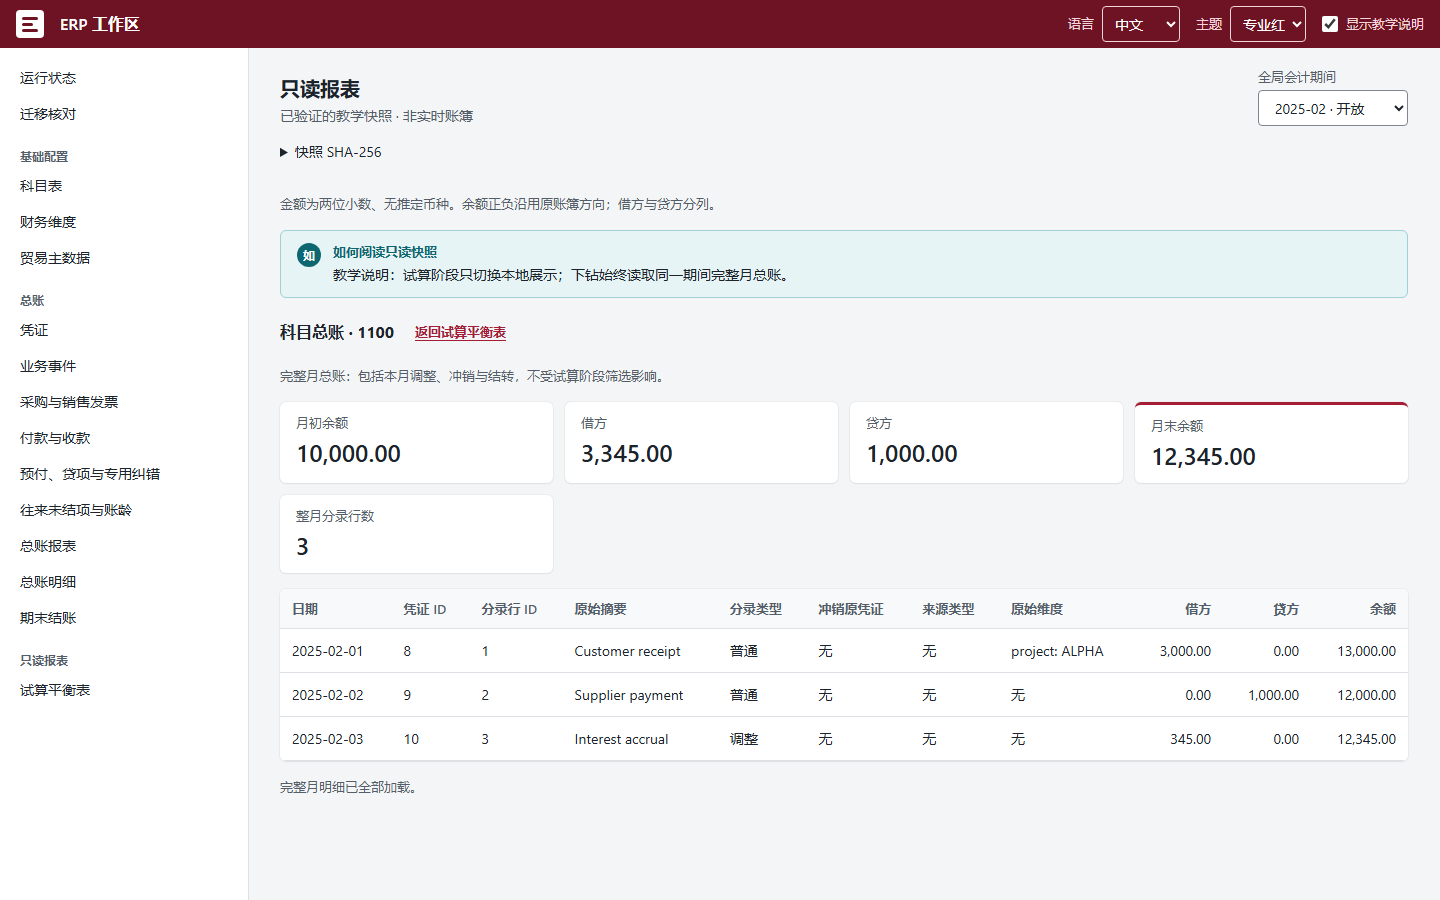 ERP 工作区
语言 中文 主题 专业红 显示教学说明
运行状态
迁移核对
基础配置
科目表
财务维度
贸易主数据
总账
凭证
业务事件
采购与销售发票
付款与收款
预付、贷项与专用纠错
往来未结项与账龄
总账报表
总账明细
期末结账
只读报表
试算平衡表
只读报表
已验证的教学快照 · 非实时账簿
全局会计期间
2025-02 · 开放
快照 SHA-256
金额为两位小数、无推定币种。余额正负沿用原账簿方向；借方与贷方分列。
如 如何阅读只读快照
教学说明：试算阶段只切换本地展示；下钻始终读取同一期间完整月总账。
科目总账 · 1100 返回试算平衡表
完整月总账：包括本月调整、冲销与结转，不受试算阶段筛选影响。
月初余额
10,000.00
借方
3,345.00
贷方
1,000.00
月末余额
12,345.00
整月分录行数
3
日期 凭证 ID 分录行 ID 原始摘要 分录类型 冲销原凭证 来源类型 原始维度 借方 贷方 余额
2025-02-01 8 1 Customer receipt 普通 无 无 project: ALPHA 3,000.00 0.00 13,000.00
2025-02-02 9 2 Supplier payment 普通 无 无 无 0.00 1,000.00 12,000.00
2025-02-03 10 3 Interest accrual 调整 无 无 无 345.00 0.00 12,345.00
完整月明细已全部加载。